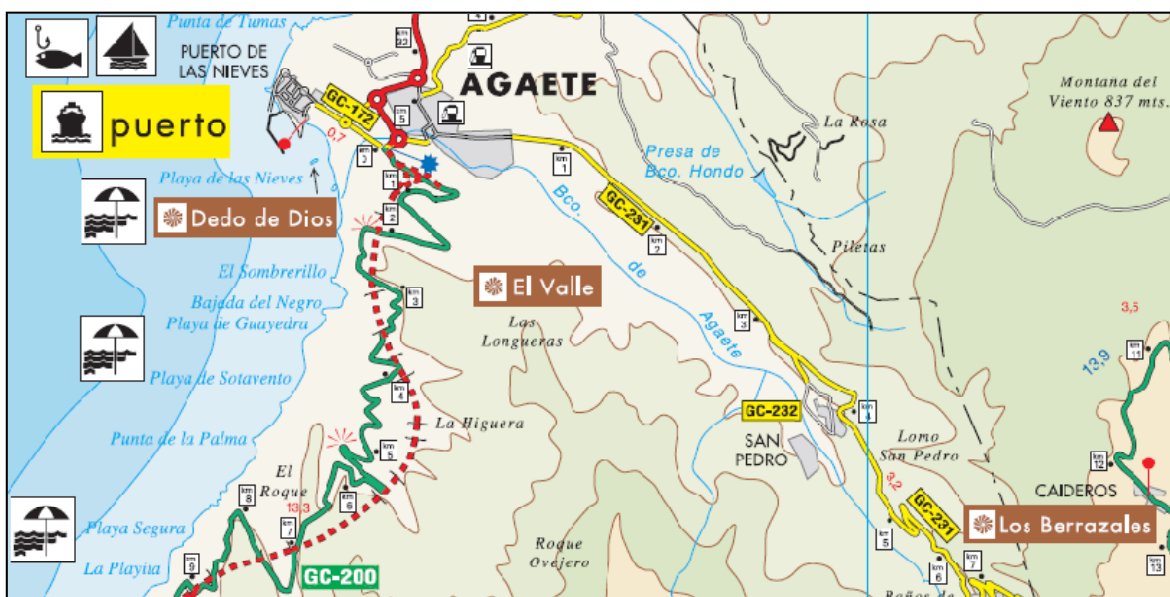 Punta de Tumas
PUERTO DE
LAS NIEVES
km
93
4
AGAETE
Montana del
Viento 837 mts.
puerto
GC-172
km
5
0,7
km
0
La Rosa
Presa de
Bco. Hondo
km
1
Playa de las Nieves
km
1
Bco.
de
Agaete
GC-231
Dedo de Dios
km
2
km
2
Piletas
El Sombrerillo
El Valle
Bajada del Negro
km
3
Playa de Guayedra
Las
Longueras
km
3
3,5
13,9
km
11
Playa de Sotavento
km
4
GC-232
km
4
La Higuera
Punta de la Palma
SAN
PEDRO
Lomo
San Pedro
km
5
km
12
El
Roque
km
6
3,2
CAIDEROS
km
8
13,3
km
7
GC-231
Los Berrazales
Playa Segura
km
5
Roque
Ovejero
La Playita
km
9
GC-200
km
6
km
7
km
13
Baños de